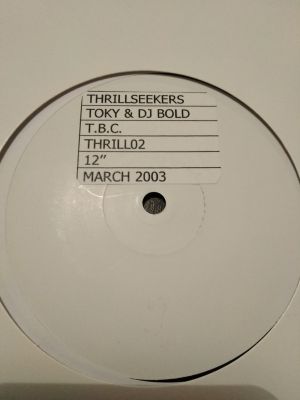 THRILLSEEKERS
TOKY & DJ BOLD
T.B.C.
THRILL02
12”
MARCH 2003